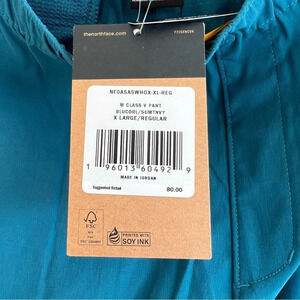 thenorthface.com
NF0A5A5WHOX-XL-REG
M CLASS V PANT
BLUCORL/SUMTNVY
X LARGE/REGULAR
1 96013 60492 9
MADE IN JORDAN
Suggested Retail 80.00
FSC
PRINTED WITH
SOY INK